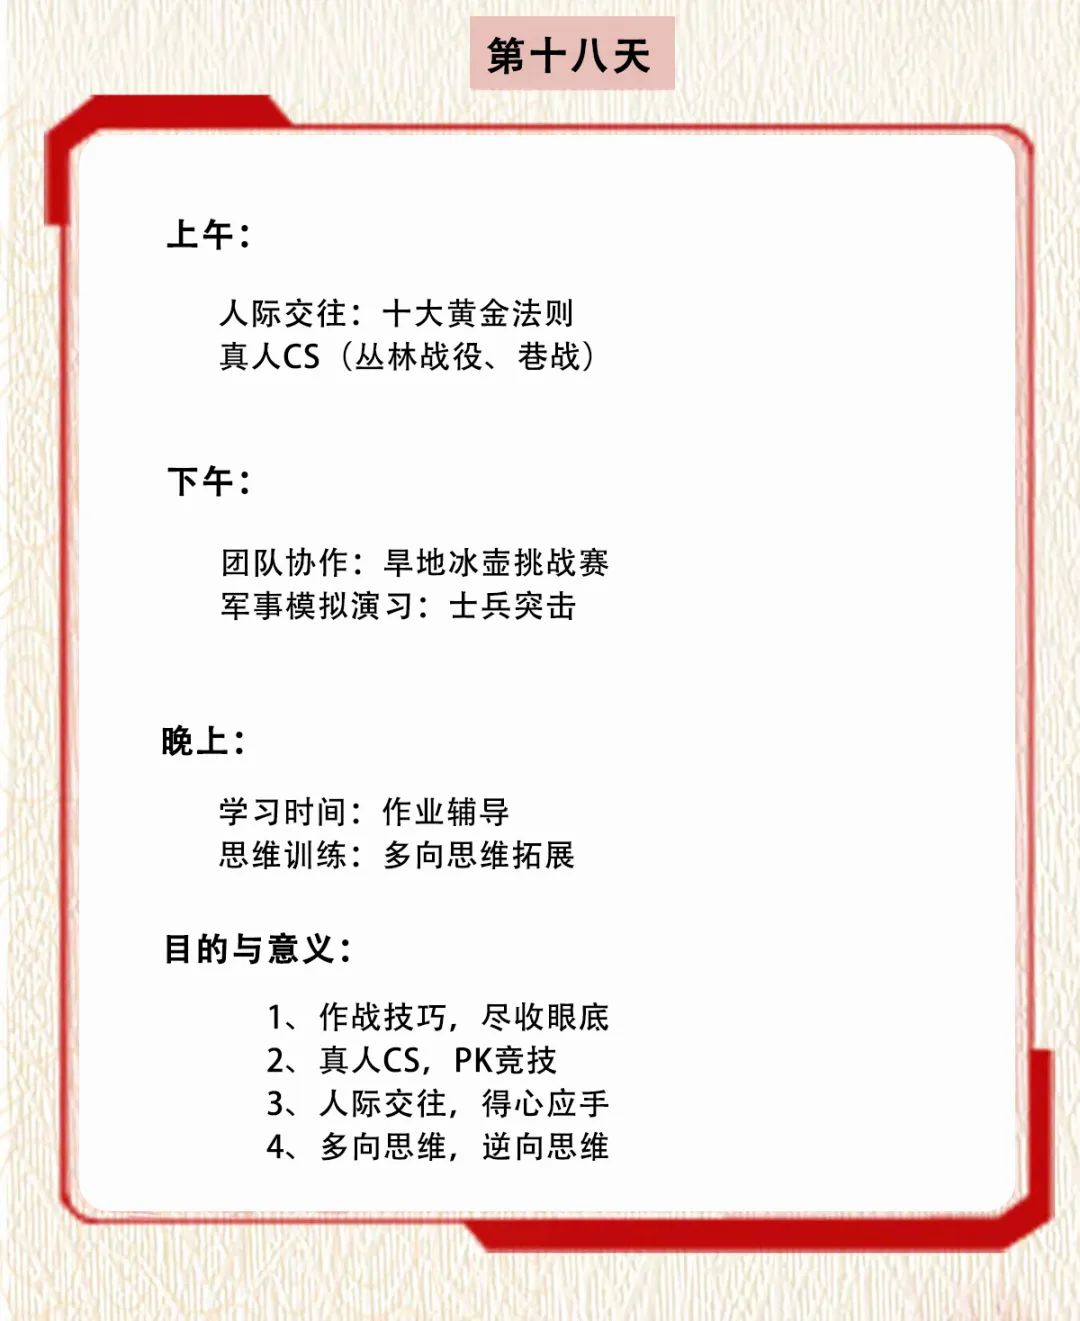 第十八天
上午：
人际交往：十大黄金法则
真人CS（丛林战役、巷战）
下午：
团队协作：旱地冰壶挑战赛
军事模拟演习：士兵突击
晚上：
学习时间：作业辅导
思维训练：多向思维拓展
目的与意义：
1、作战技巧，尽收眼底
2、真人CS，PK竞技
3、人际交往，得心应手
4、多向思维，逆向思维